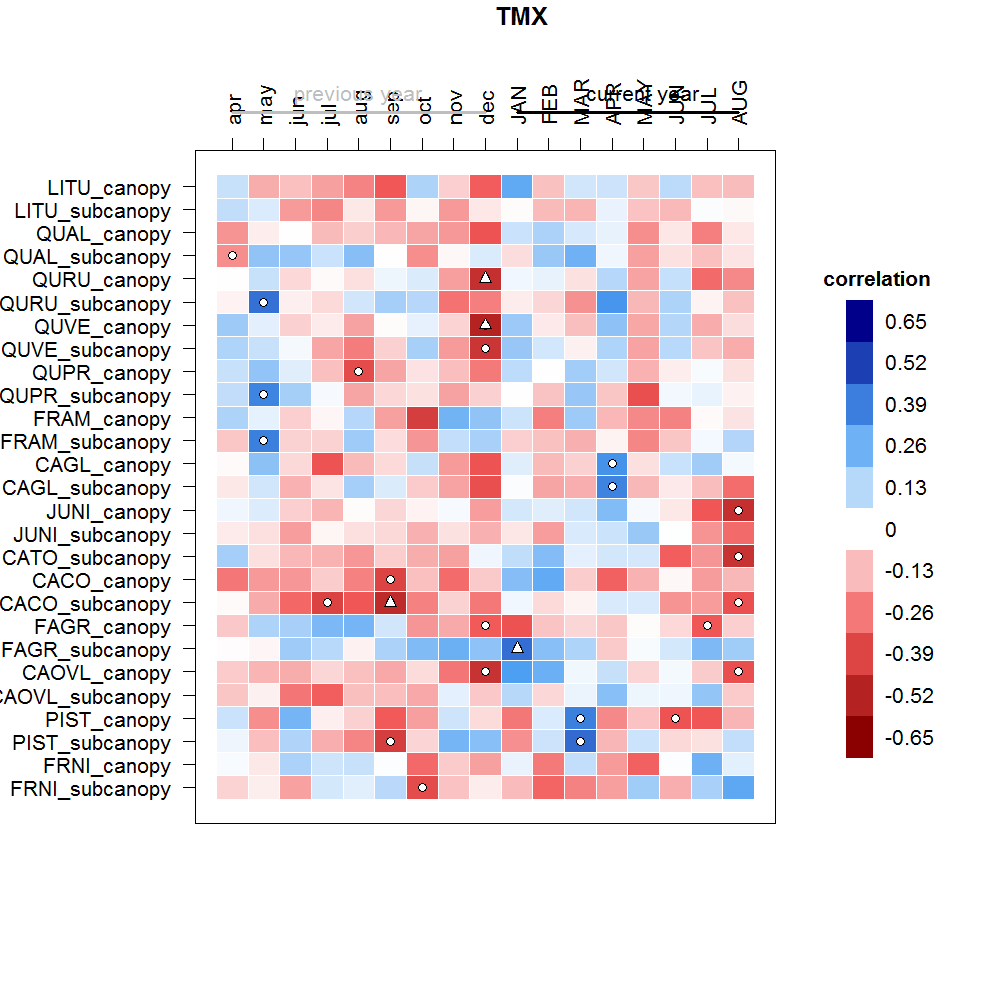 TMX
previous year
current year
apr
may
jun
jul
aug
sep
oct
nov
dec
JAN
FEB
MAR
APR
MAY
JUN
JUL
AUG
LITU_canopy
LITU_subcanopy
QUAL_canopy
QUAL_subcanopy
QURU_canopy
QURU_subcanopy
QUVE_canopy
QUVE_subcanopy
QUPR_canopy
QUPR_subcanopy
FRAM_canopy
FRAM_subcanopy
CAGL_canopy
CAGL_subcanopy
JUNI_canopy
JUNI_subcanopy
CATO_subcanopy
CACO_canopy
CACO_subcanopy
FAGR_canopy
FAGR_subcanopy
CAOVL_canopy
CAOVL_subcanopy
PIST_canopy
PIST_subcanopy
FRNI_canopy
FRNI_subcanopy
correlation
0.65
0.52
0.39
0.26
0.13
0
-0.13
-0.26
-0.39
-0.52
-0.65